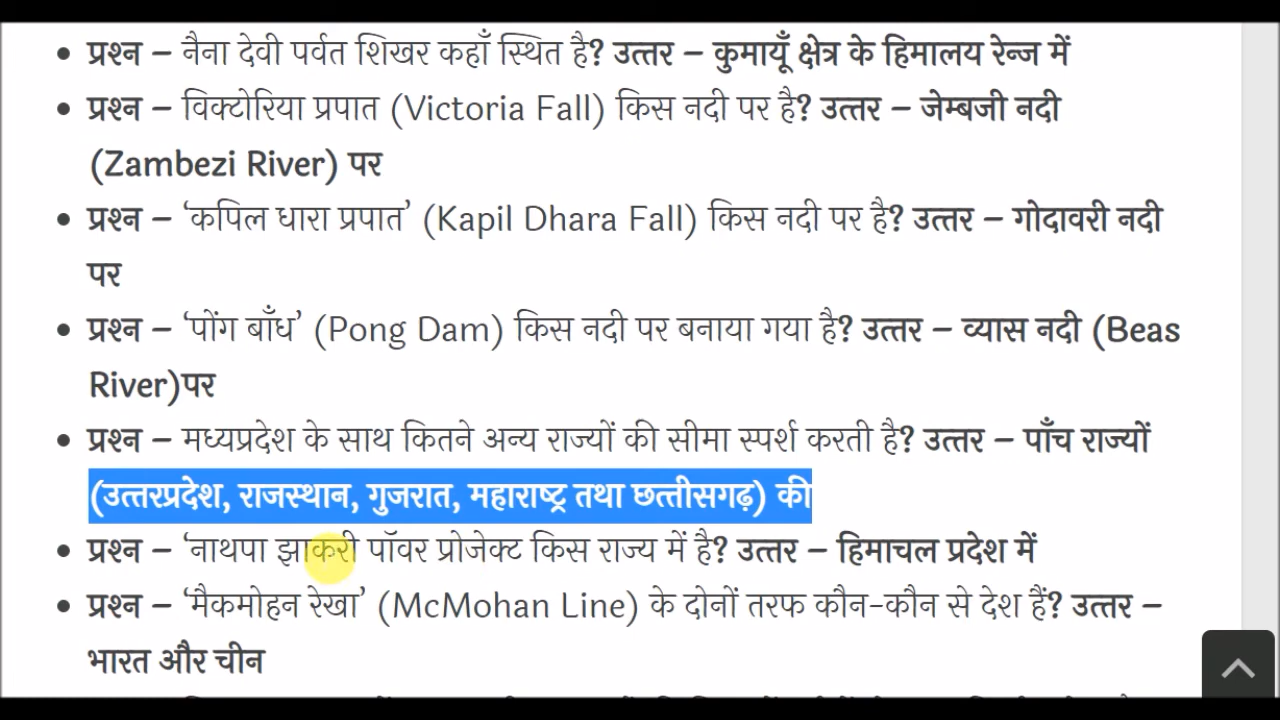 • प्रश्न – नैना देवी पर्वत शिखर कहाँ स्थित है? उत्तर – कुमायूँ क्षेत्र के हिमालय रेन्ज में
• प्रश्न – विक्टोरिया प्रपात (Victoria Fall) किस नदी पर है? उत्तर – जेम्बजी नदी
(Zambezi River) पर
• प्रश्न – ‘कपिल धारा प्रपात’ (Kapil Dhara Fall) किस नदी पर है? उत्तर – गोदावरी नदी
पर
• प्रश्न – ‘पोंग बाँध’ (Pong Dam) किस नदी पर बनाया गया है? उत्तर – व्यास नदी (Beas
River)पर
• प्रश्न – मध्यप्रदेश के साथ कितने अन्य राज्यों की सीमा स्पर्श करती है? उत्तर – पाँच राज्यों
(उत्तरप्रदेश, राजस्थान, गुजरात, महाराष्ट्र तथा छत्तीसगढ़) की
• प्रश्न – ‘नाथपा झाकरी पॉवर प्रोजेक्ट किस राज्य में है? उत्तर – हिमाचल प्रदेश में
• प्रश्न – ‘मैकमोहन रेखा’ (McMohan Line) के दोनों तरफ कौन-कौन से देश हैं? उत्तर –
भारत और चीन